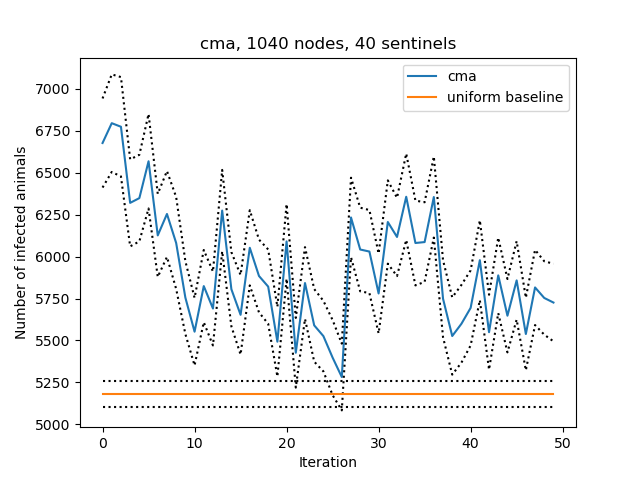 cma, 1040 nodes, 40 sentinels
cma
uniform baseline
Number of infected animals
7000
6750
6500
6250
6000
5750
5500
5250
5000
0 10 20 30 40 50
Iteration